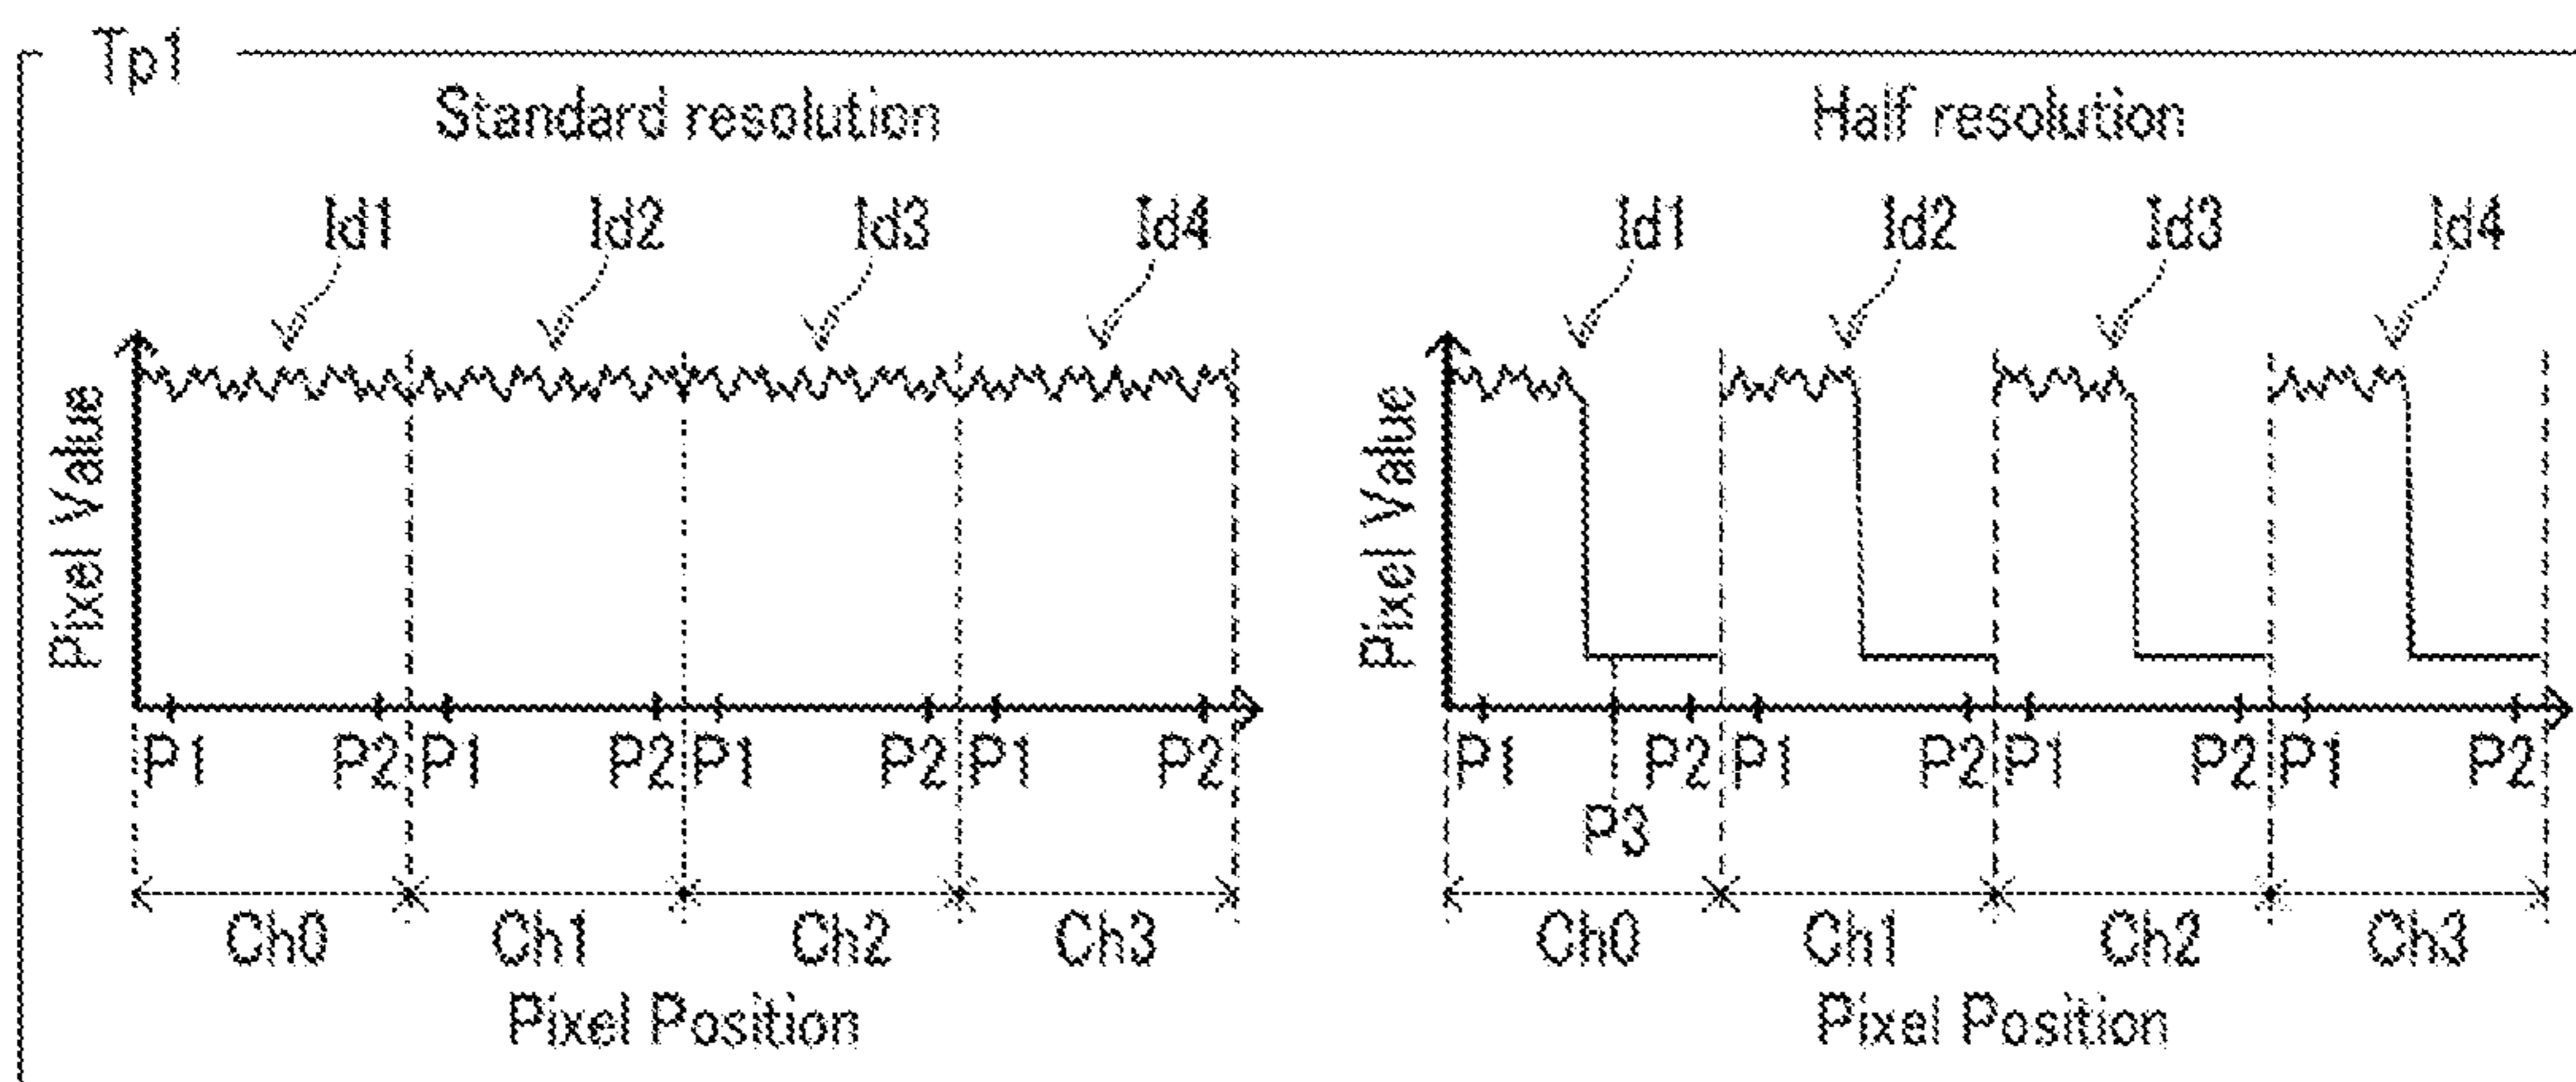 Tp1
Standard resolution
Id1 Id2 Id3 Id4
Pixel Value
P1 P2 P1 P2 P1 P2 P1 P2
Ch0 Ch1 Ch2 Ch3
Pixel Position
Half resolution
Id1 Id2 Id3 Id4
Pixel Value
P1 P2 P1 P2 P1 P2 P1 P2
P3
Ch0 Ch1 Ch2 Ch3
Pixel Position